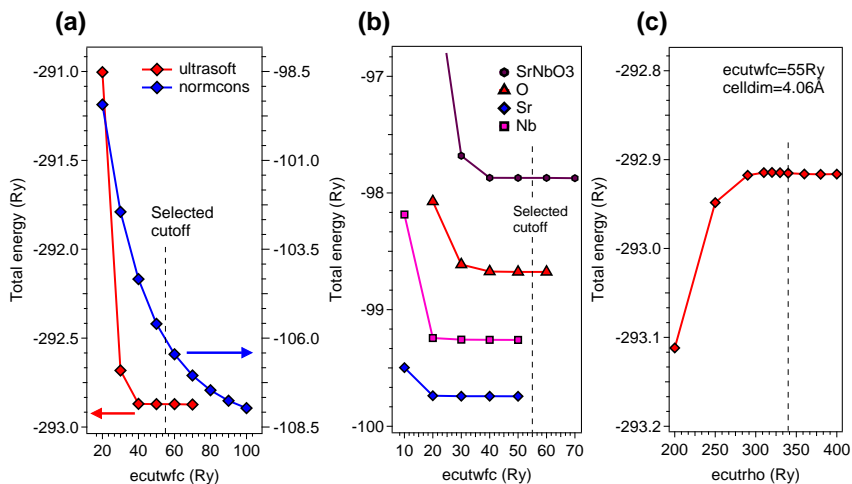 (a)
ultrasoft
normcons
Selected
cutoff
Total energy (Ry)
-291.0
-291.5
-292.0
-292.5
-293.0
-98.5
-101.0
-103.5
-106.0
-108.5
Total energy (Ry)
20 40 60 80 100
ecutwfc (Ry)
(b)
SrNbO3
O
Sr
Nb
Selected
cutoff
Total energy (Ry)
-97
-98
-99
-100
10 20 30 40 50 60 70
ecutwfc (Ry)
(c)
ecutwfc=55Ry
celldim=4.06Å
Total energy (Ry)
-292.8
-292.9
-293.0
-293.1
-293.2
200 250 300 350 400
ecutrho (Ry)